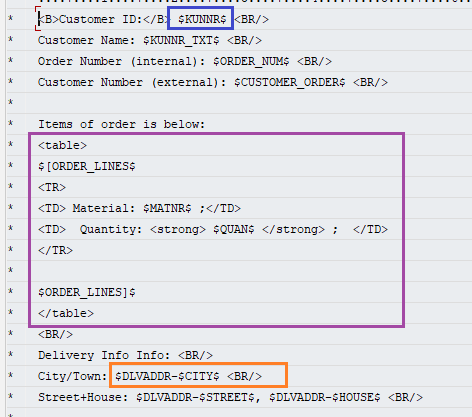 * <B>Customer ID:</B> $KUNNR$ <BR/>
* Customer Name: $KUNNR_TXT$ <BR/>
* Order Number (internal): $ORDER_NUM$ <BR/>
* Customer Number (external): $CUSTOMER_ORDER$ <BR/>
*
* Items of order is below:
* <table>
* $[ORDER_LINES$
* <TR>
* <TD> Material: $MATNR$ ;</TD>
* <TD>  Quantity: <strong> $QUAN$ </strong> ;  </TD>
* </TR>
*
* $ORDER_LINES]$
* </table>
* <BR/>
* Delivery Info Info: <BR/>
* City/Town: $DLVADDR-$CITY$ <BR/>
* Street+House: $DLVADDR-$STREET$, $DLVADDR-$HOUSE$ <BR/>